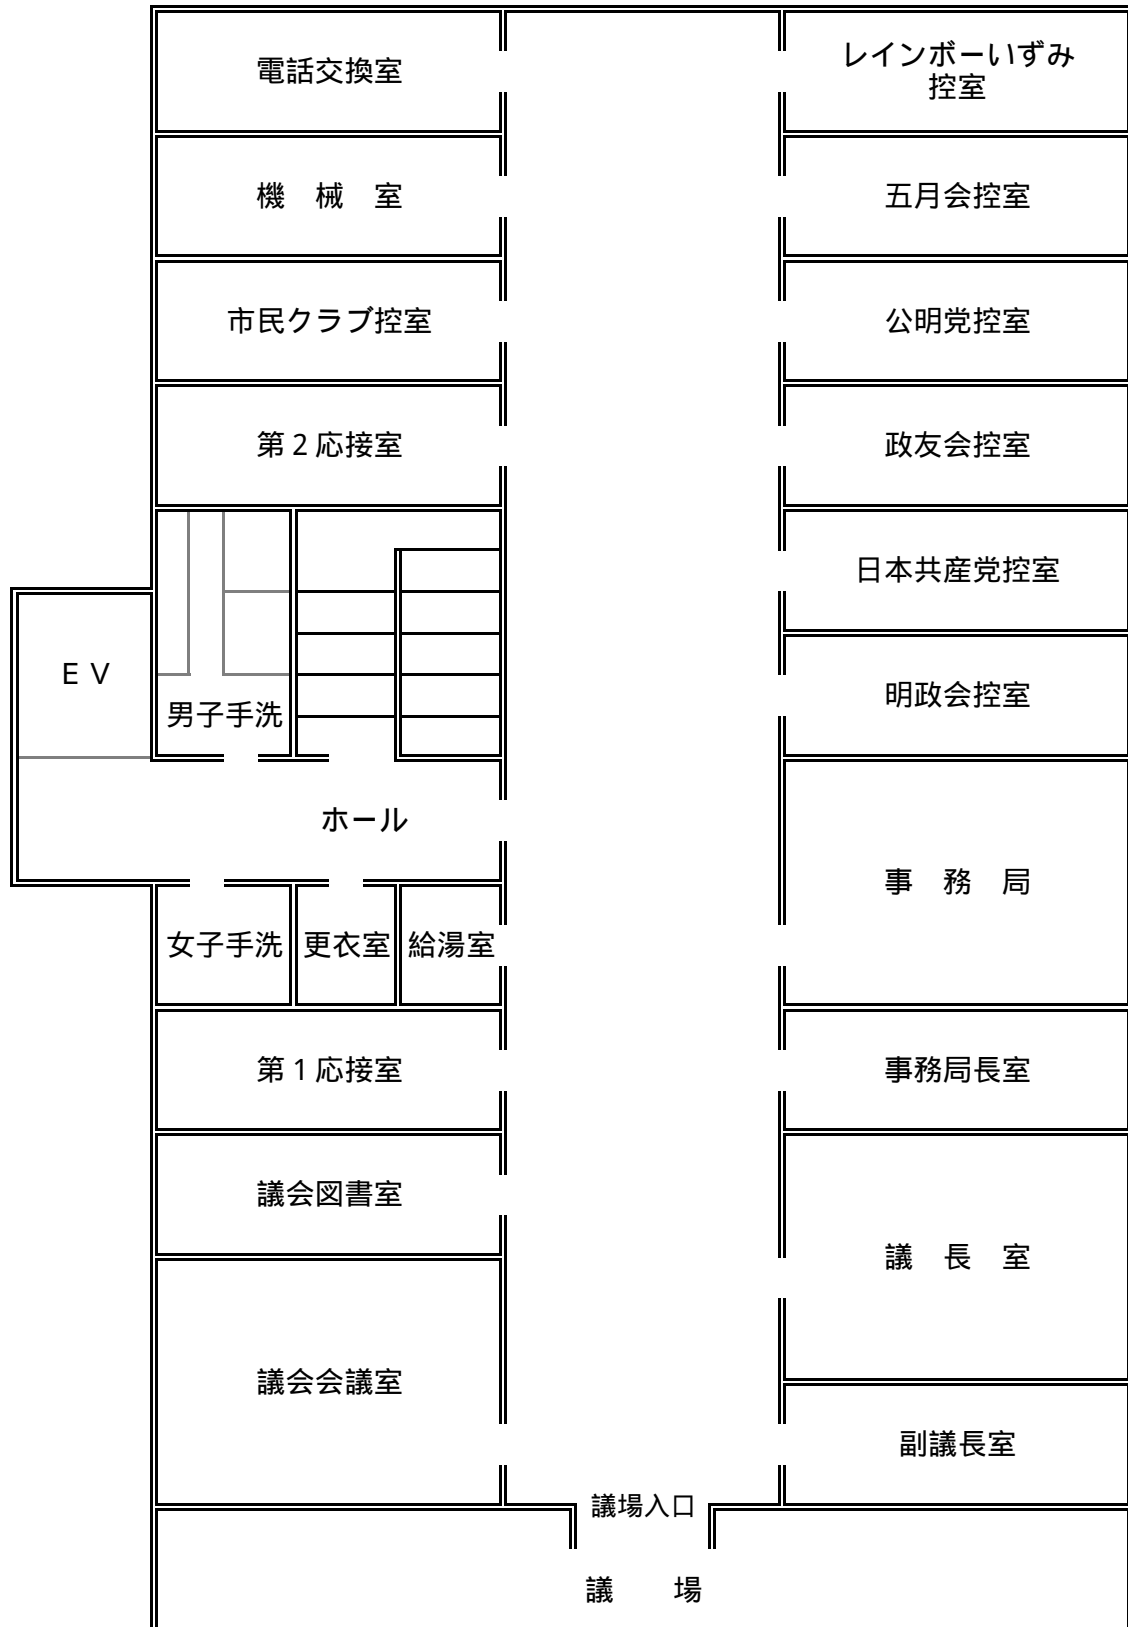 電話交換室
レインボーいずみ
控室
機　械　室
五月会控室
市民クラブ控室
公明党控室
第２応接室
政友会控室
日本共産党控室
ＥＶ
明政会控室
男子手洗
ホール
事　務　局
女子手洗
更衣室
給湯室
第１応接室
事務局長室
議会図書室
議　長　室
議会会議室
副議長室
議場入口
議　　場